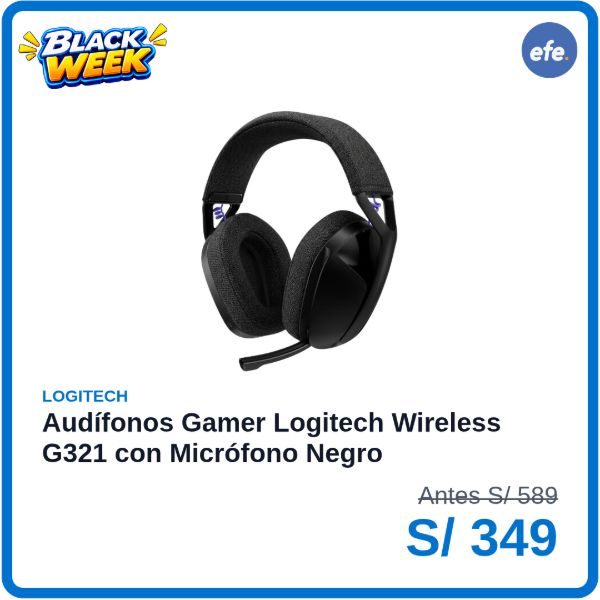 BLACK
WEEK
efe.
LOGITECH
Audífonos Gamer Logitech Wireless
G321 con Micrófono Negro
Antes S/ 589
S/ 349